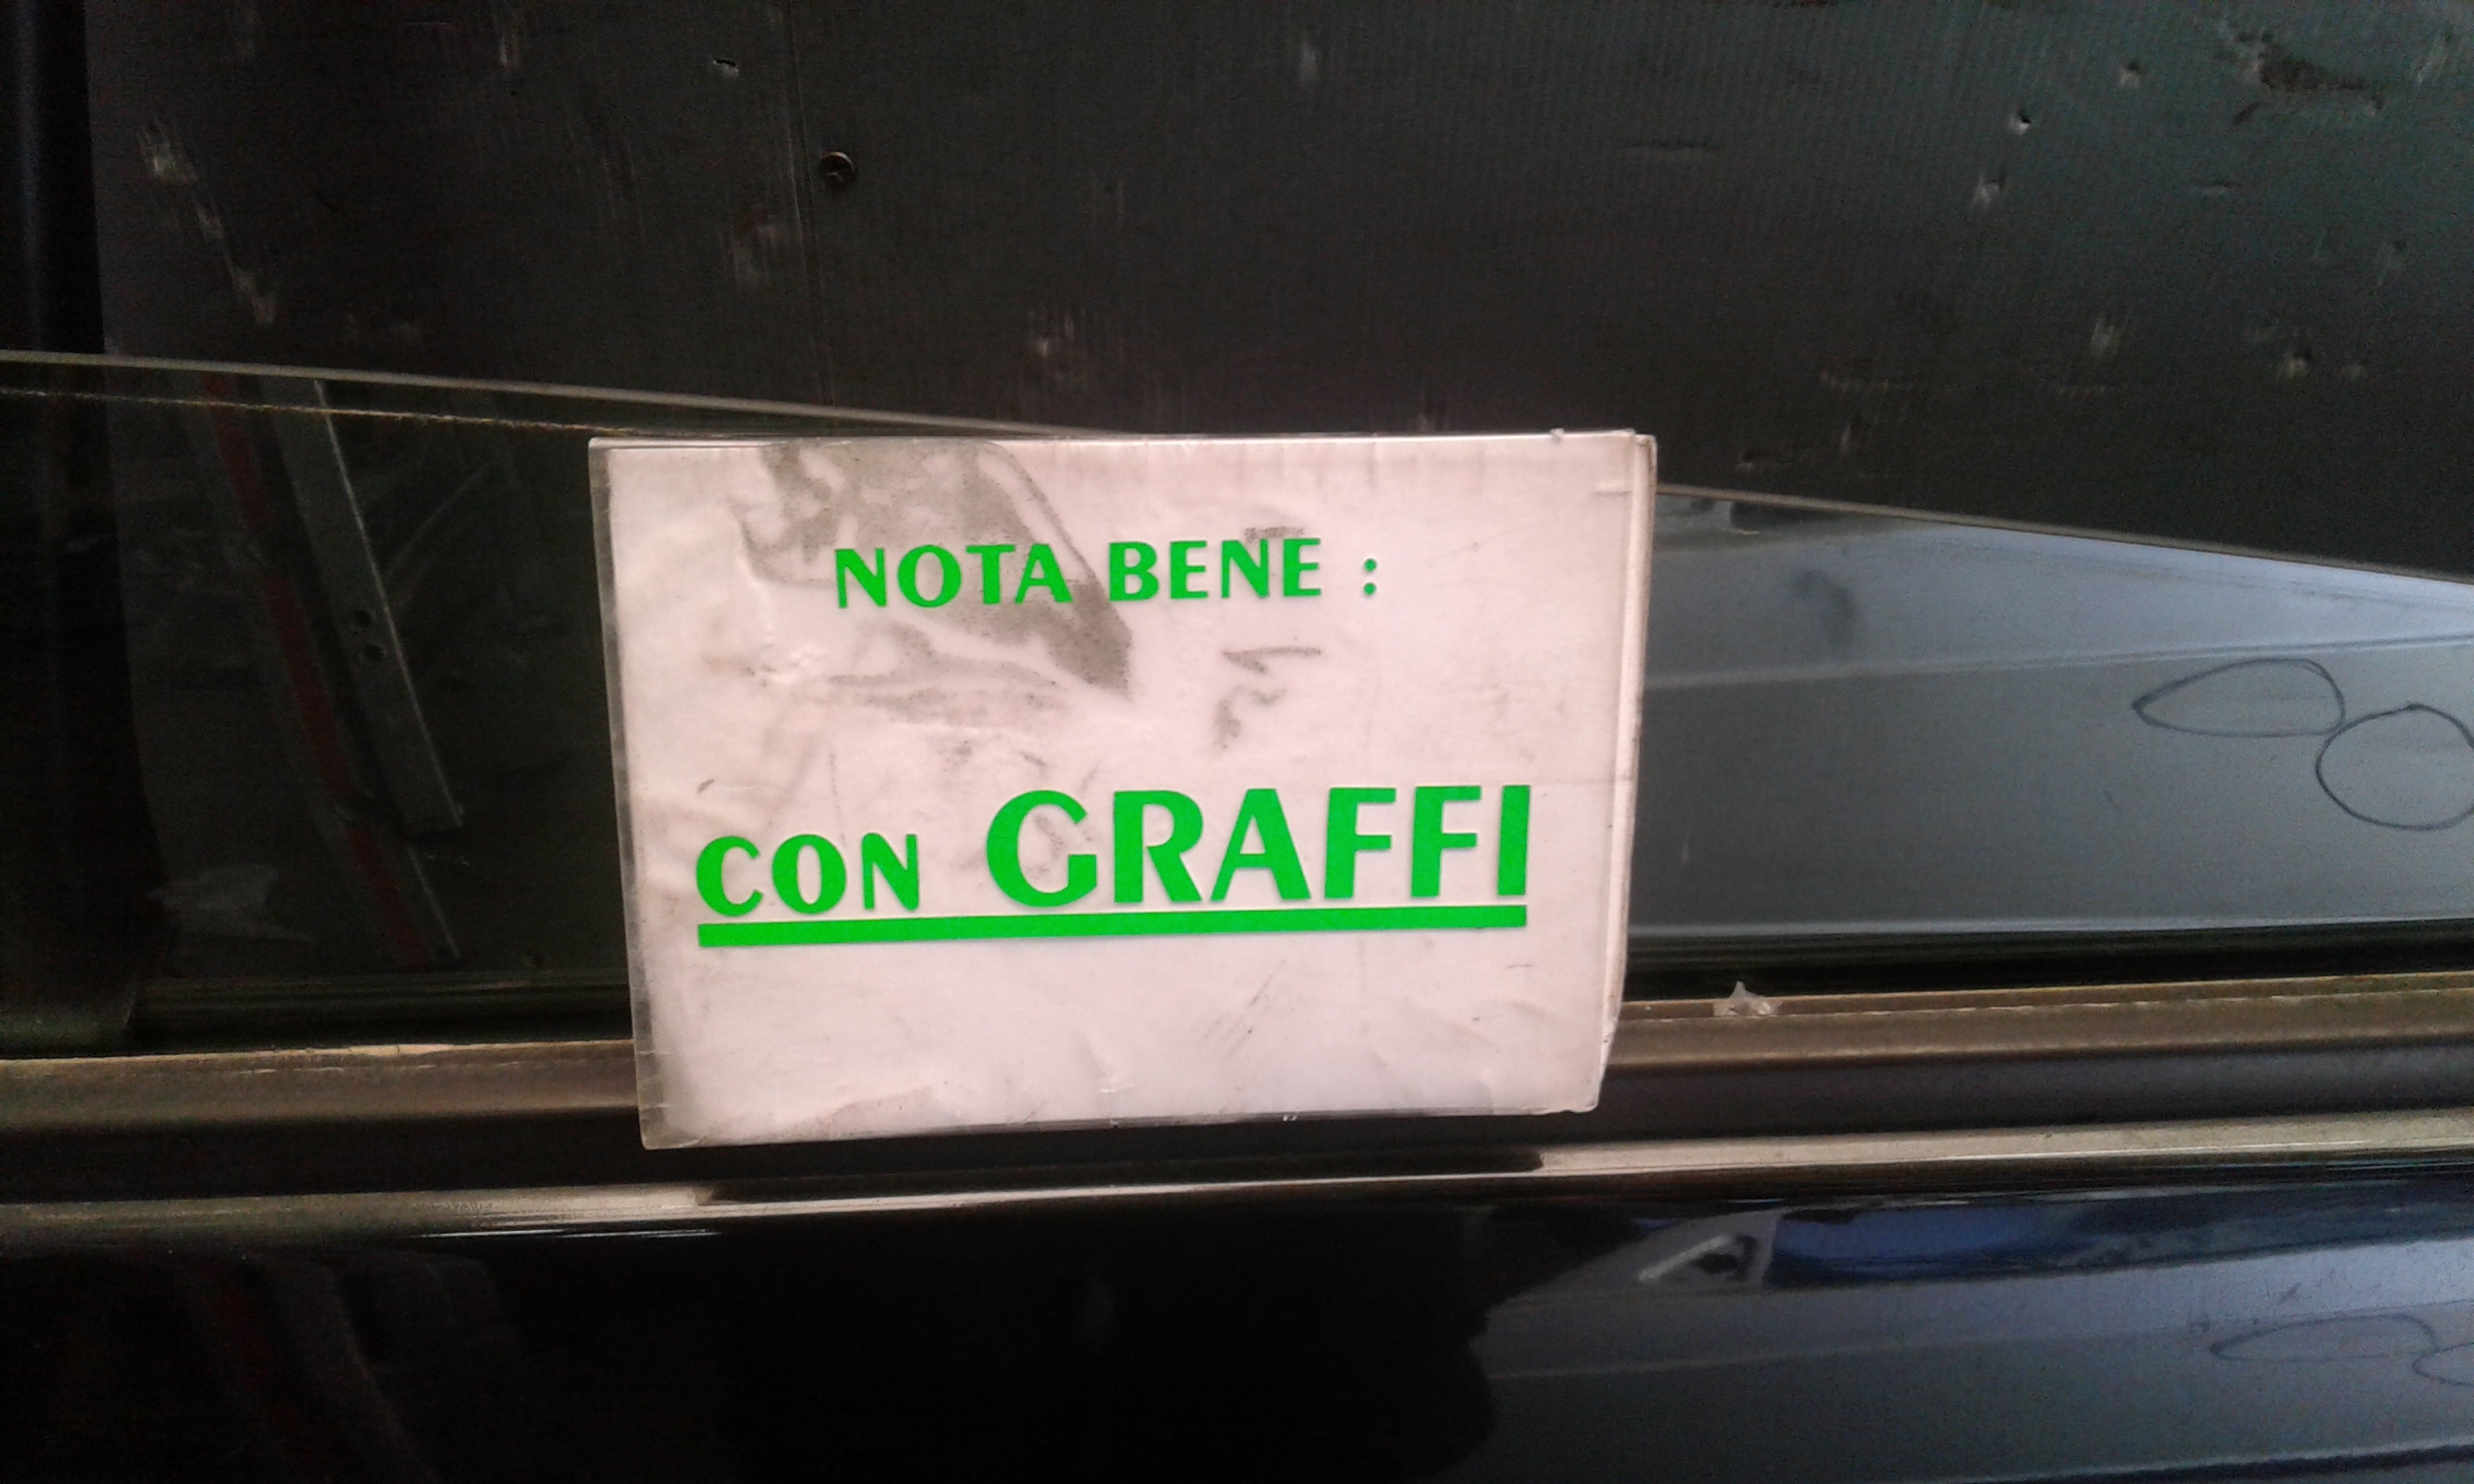 NOTA BENE :
CON GRAFFI